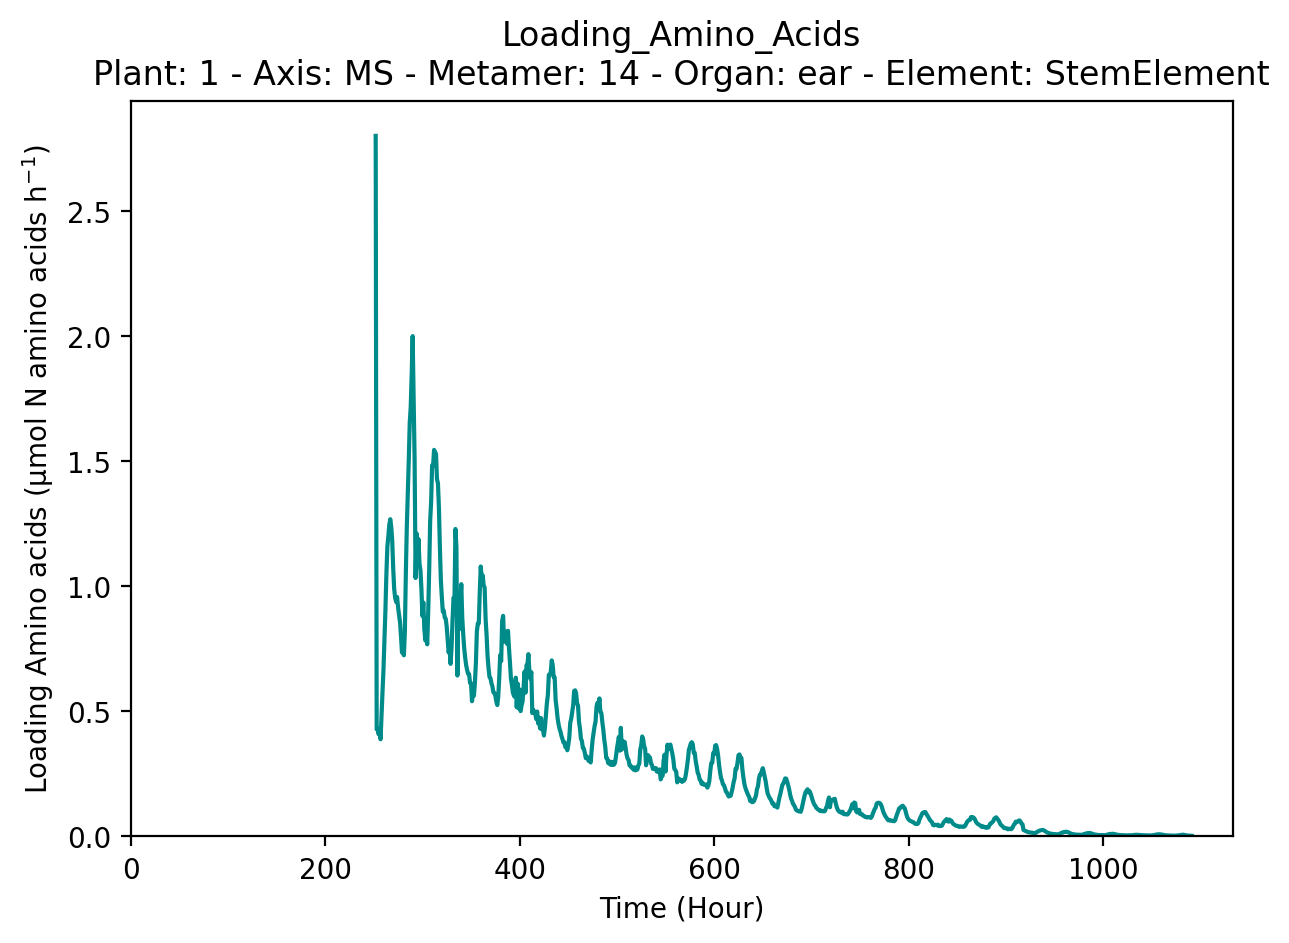 Loading_Amino_Acids
Plant: 1 - Axis: MS - Metamer: 14 - Organ: ear - Element: StemElement
Loading Amino acids (µmol N amino acids h⁻¹)
2.5
2.0
1.5
1.0
0.5
0.0
0 200 400 600 800 1000
Time (Hour)